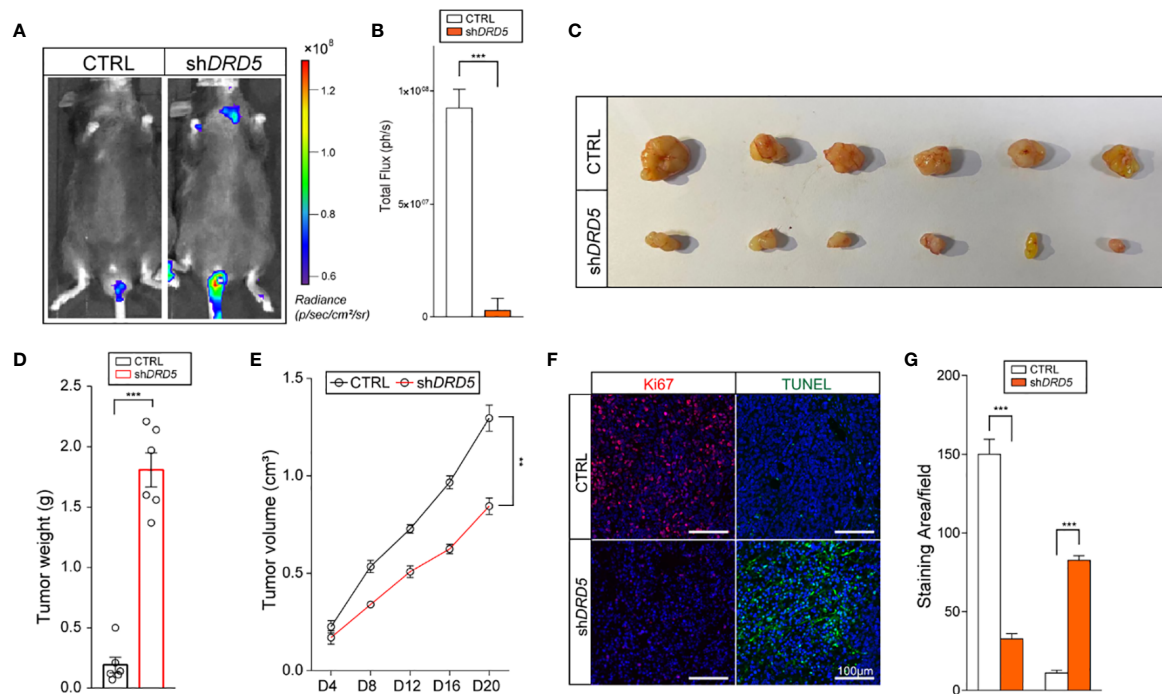 A
CTRL
shDRD5
×10⁸
1.2
1.0
0.8
0.6
Radiance
(p/sec/cm²/sr)
B
CTRL
shDRD5
***
1×10⁰⁸
5×10⁰⁷
0
Total Flux (ph/s)
C
CTRL
shDRD5
D
CTRL
shDRD5
***
2.5
2.0
1.5
1.0
0.5
0.0
Tumor weight (g)
E
CTRL
shDRD5
1.5
1.0
0.5
0.0
Tumor volume (cm³)
**
D4 D8 D12 D16 D20
F
Ki67
TUNEL
CTRL
shDRD5
100μm
G
CTRL
shDRD5
200
150
100
50
0
Staining Area/field
***
***